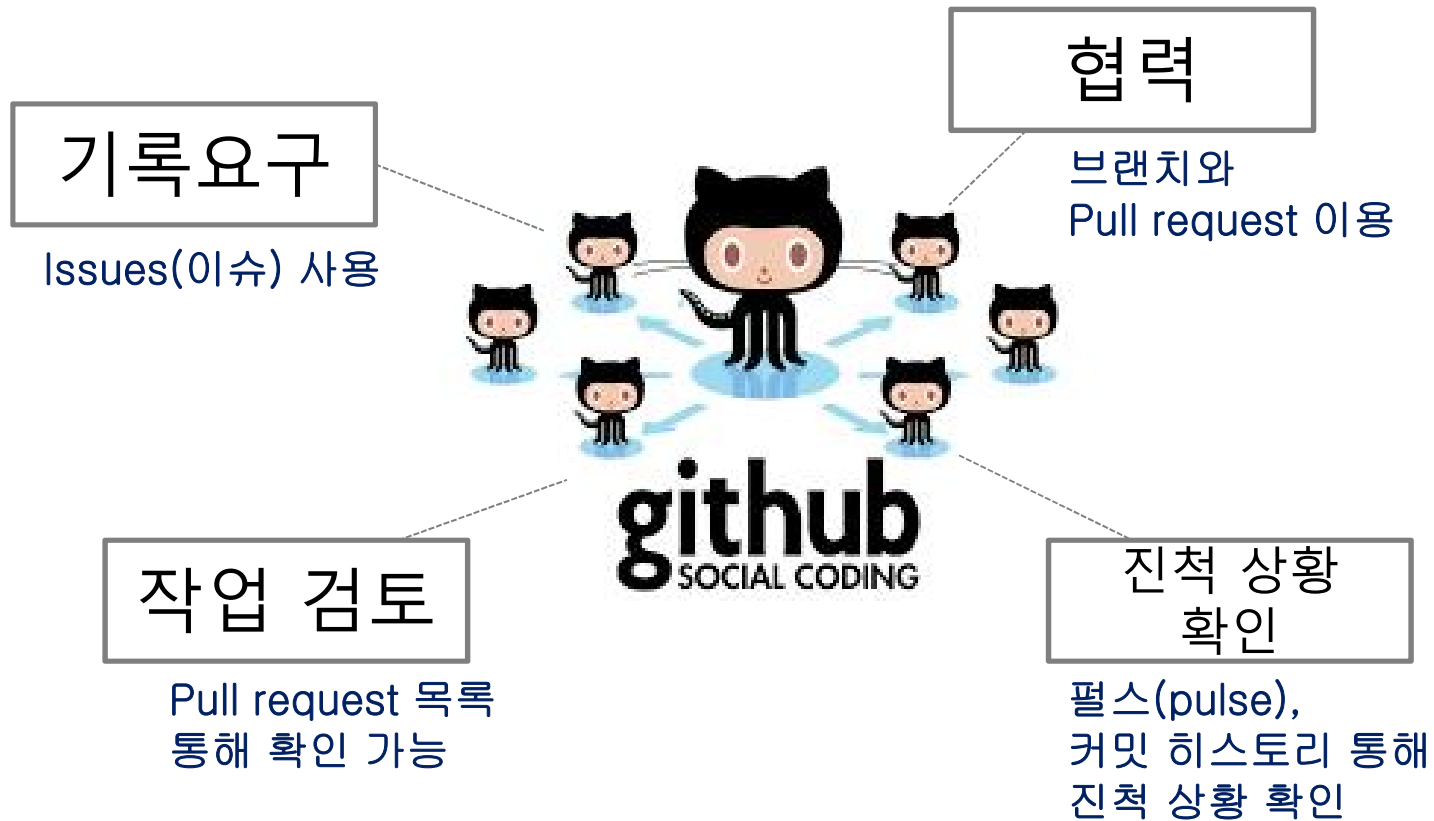 협력
브랜치와
Pull request 이용
기록요구
Issues(이슈) 사용
github
SOCIAL CODING
작업 검토
Pull request 목록
통해 확인 가능
진척 상황
확인
펄스(pulse),
커밋 히스토리 통해
진척 상황 확인